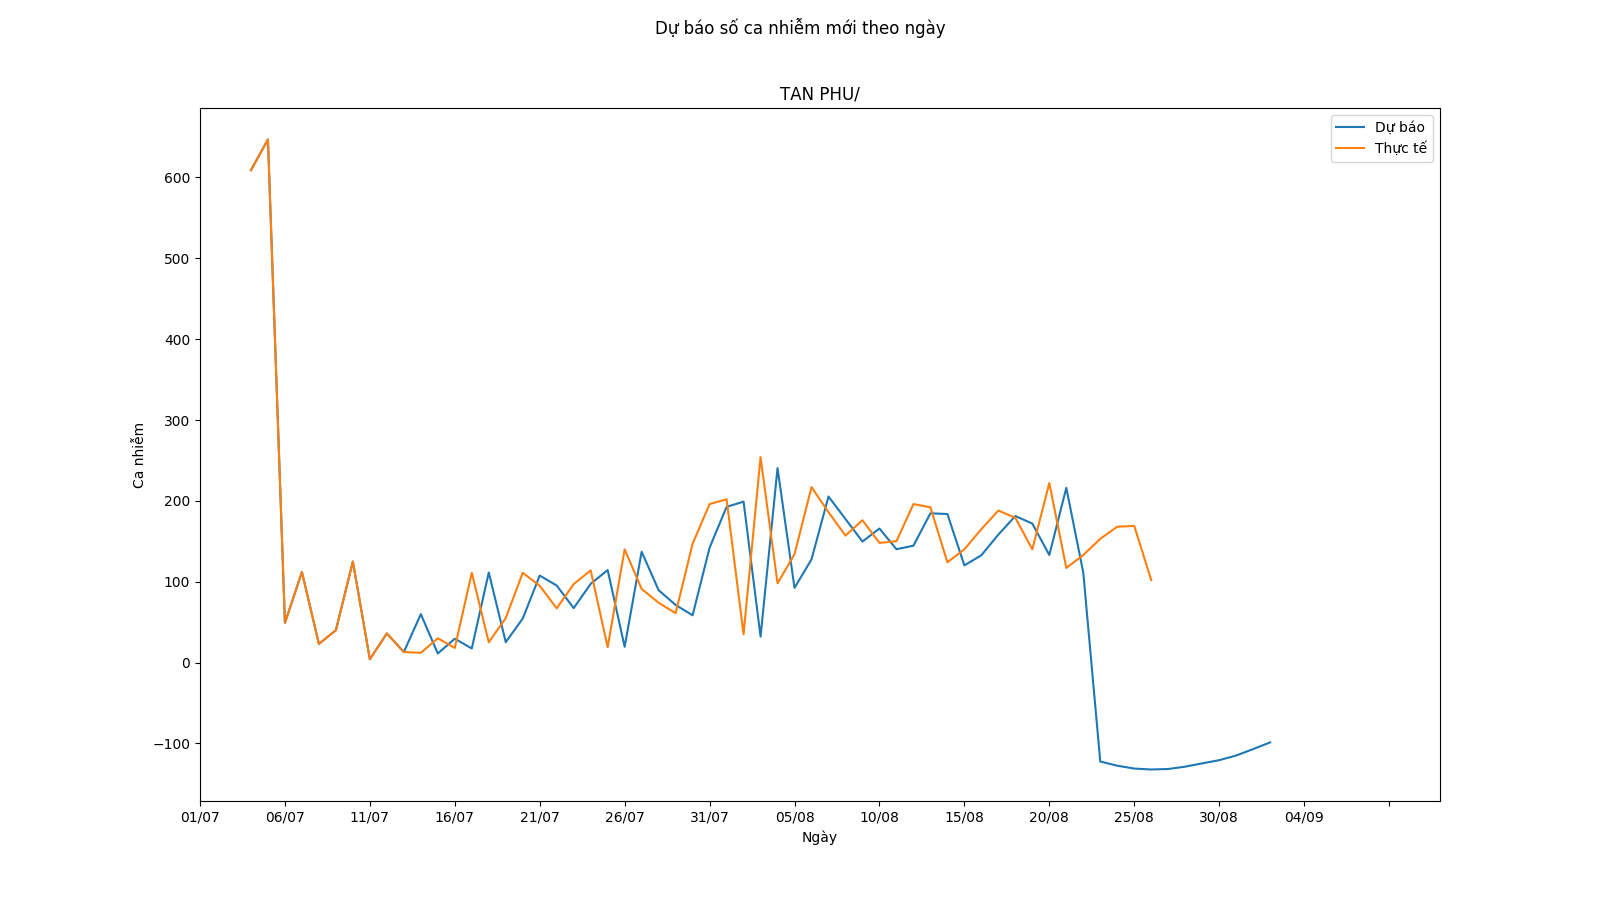 Dự báo số ca nhiễm mới theo ngày
TAN PHU/
Dự báo
Thực tế
600
500
400
300
200
100
0
−100
Ca nhiễm
01/07 06/07 11/07 16/07 21/07 26/07 31/07 05/08 10/08 15/08 20/08 25/08 30/08 04/09
Ngày